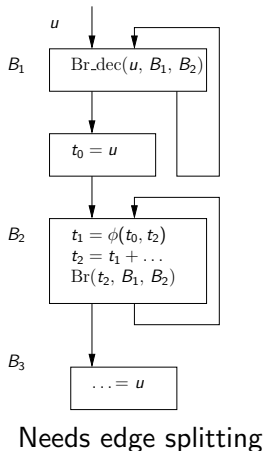 u
B₁
Br_dec(u, B₁, B₂)
t₀ = u
B₂
t₁ = ϕ(t₀, t₂)
t₂ = t₁ + …
Br(t₂, B₁, B₂)
B₃
… = u
Needs edge splitting